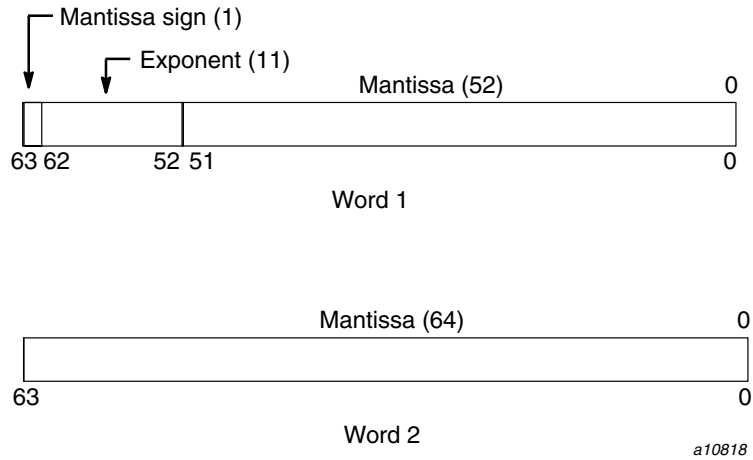 Mantissa sign (1)
Exponent (11)
Mantissa (52) 0
63 62 52 51 0
Word 1
Mantissa (64) 0
63 0
Word 2
a10818